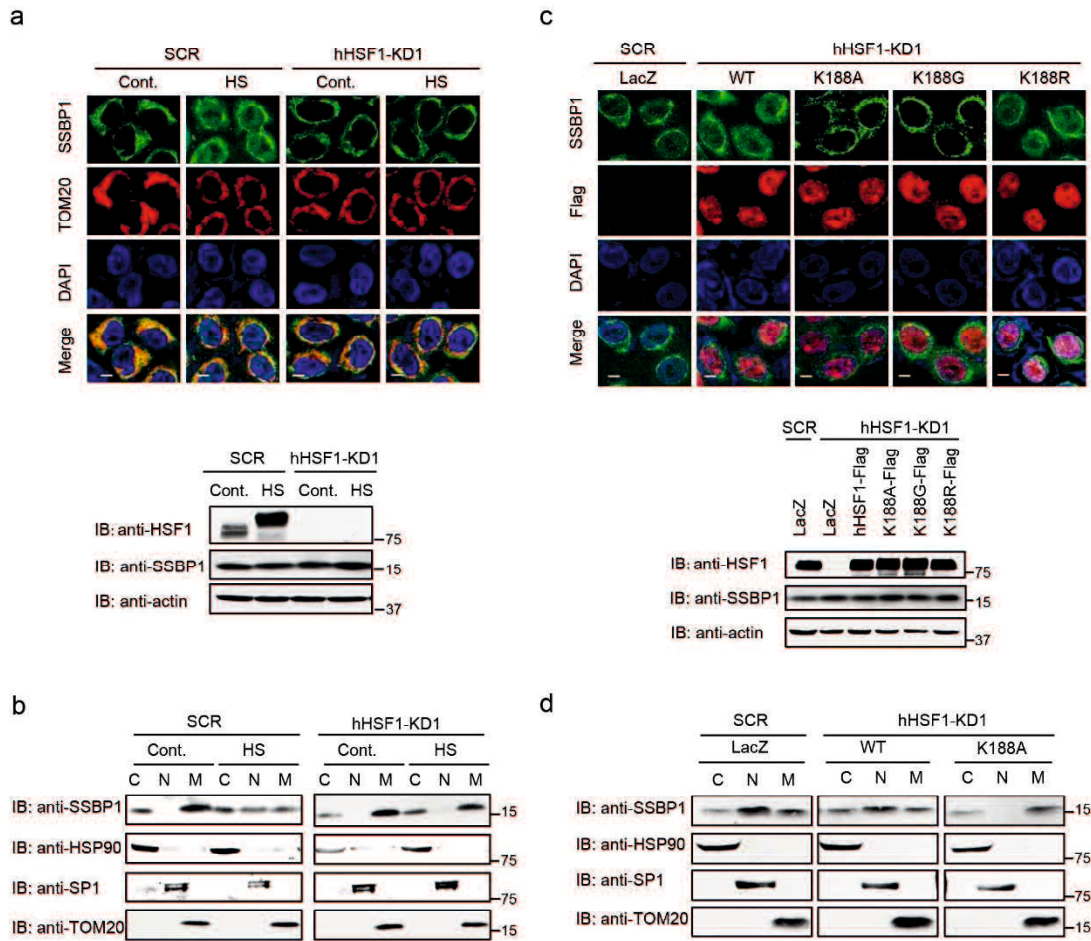 a
SCR hHSF1-KD1
Cont. HS Cont. HS
SSBP1
TOM20
DAPI
Merge
SCR hHSF1-KD1
Cont. HS Cont. HS
IB: anti-HSF1
75
IB: anti-SSBP1
15
IB: anti-actin
37
b
SCR hHSF1-KD1
Cont. HS Cont. HS
C N M C N M C N M C N M
IB: anti-SSBP1
15
IB: anti-HSP90
75
IB: anti-SP1
75
IB: anti-TOM20
15
c
SCR hHSF1-KD1
LacZ WT K188A K188G K188R
SSBP1
Flag
DAPI
Merge
SCR hHSF1-KD1
LacZ LacZ hHSF1-Flag K188A-Flag K188G-Flag K188R-Flag
IB: anti-HSF1
75
IB: anti-SSBP1
15
IB: anti-actin
37
d
SCR hHSF1-KD1
LacZ WT K188A
C N M C N M C N M
IB: anti-SSBP1
15
IB: anti-HSP90
75
IB: anti-SP1
75
IB: anti-TOM20
15